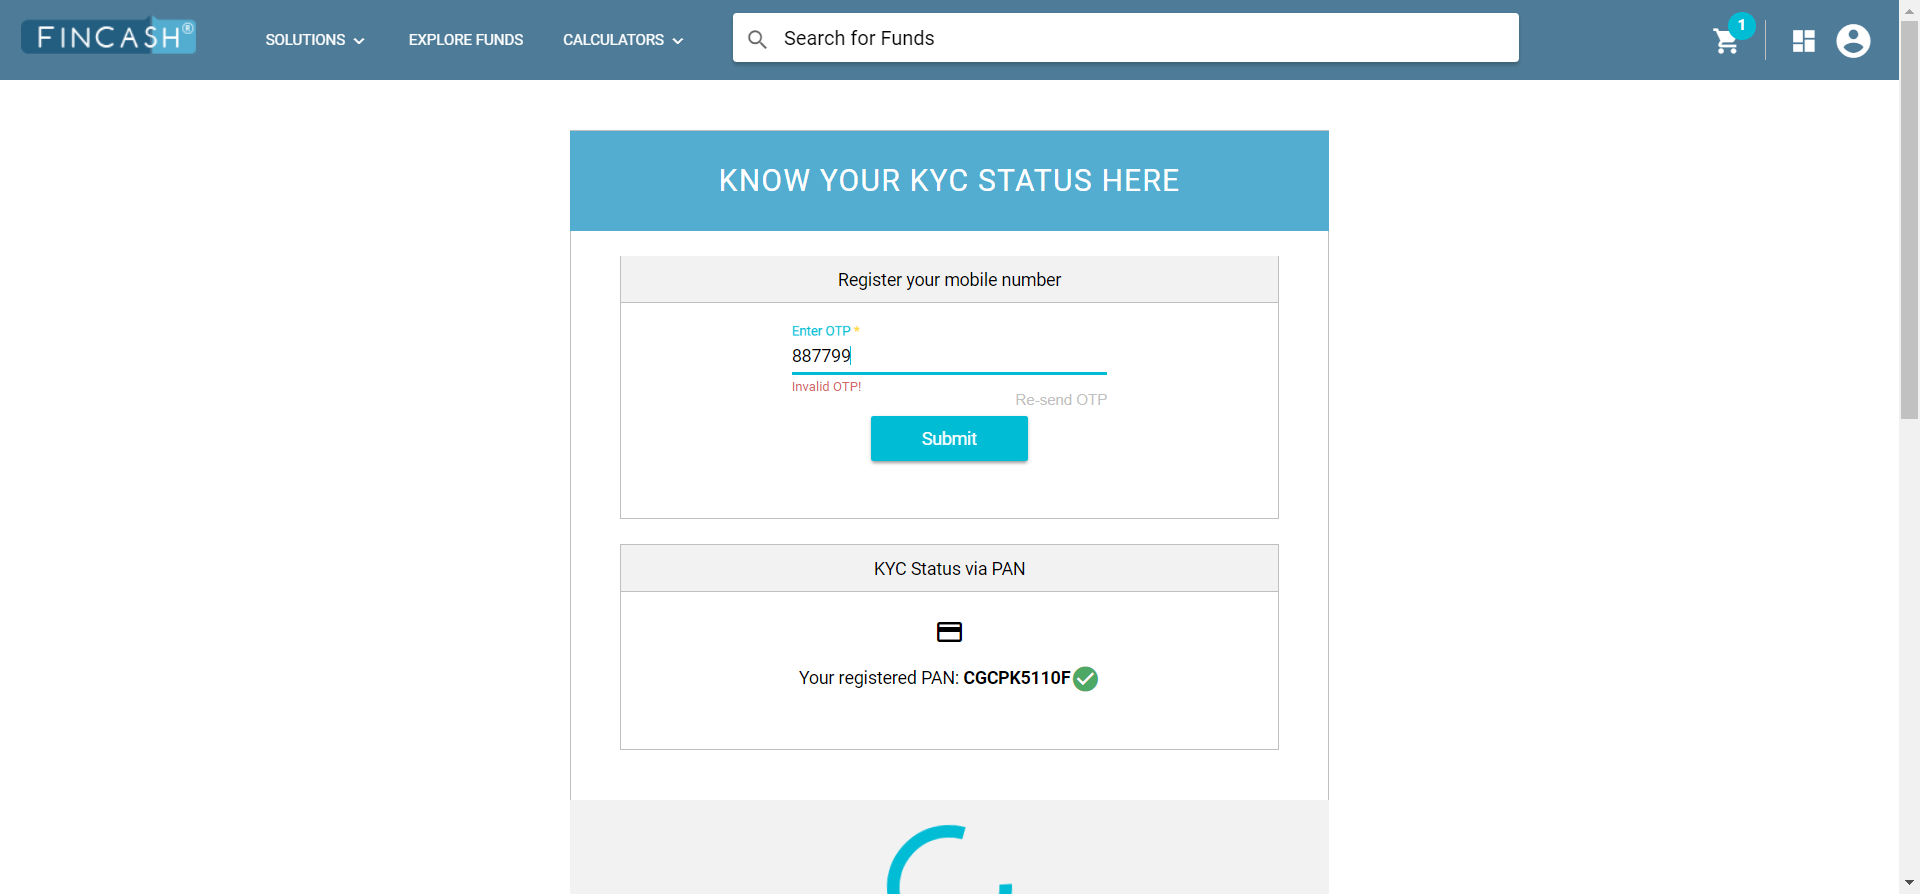 FINCASH®
SOLUTIONS EXPLORE FUNDS CALCULATORS Search for Funds 1
KNOW YOUR KYC STATUS HERE
Register your mobile number
Enter OTP *
887799
Invalid OTP!
Re-send OTP
Submit
KYC Status via PAN
Your registered PAN: CGCPK5110F